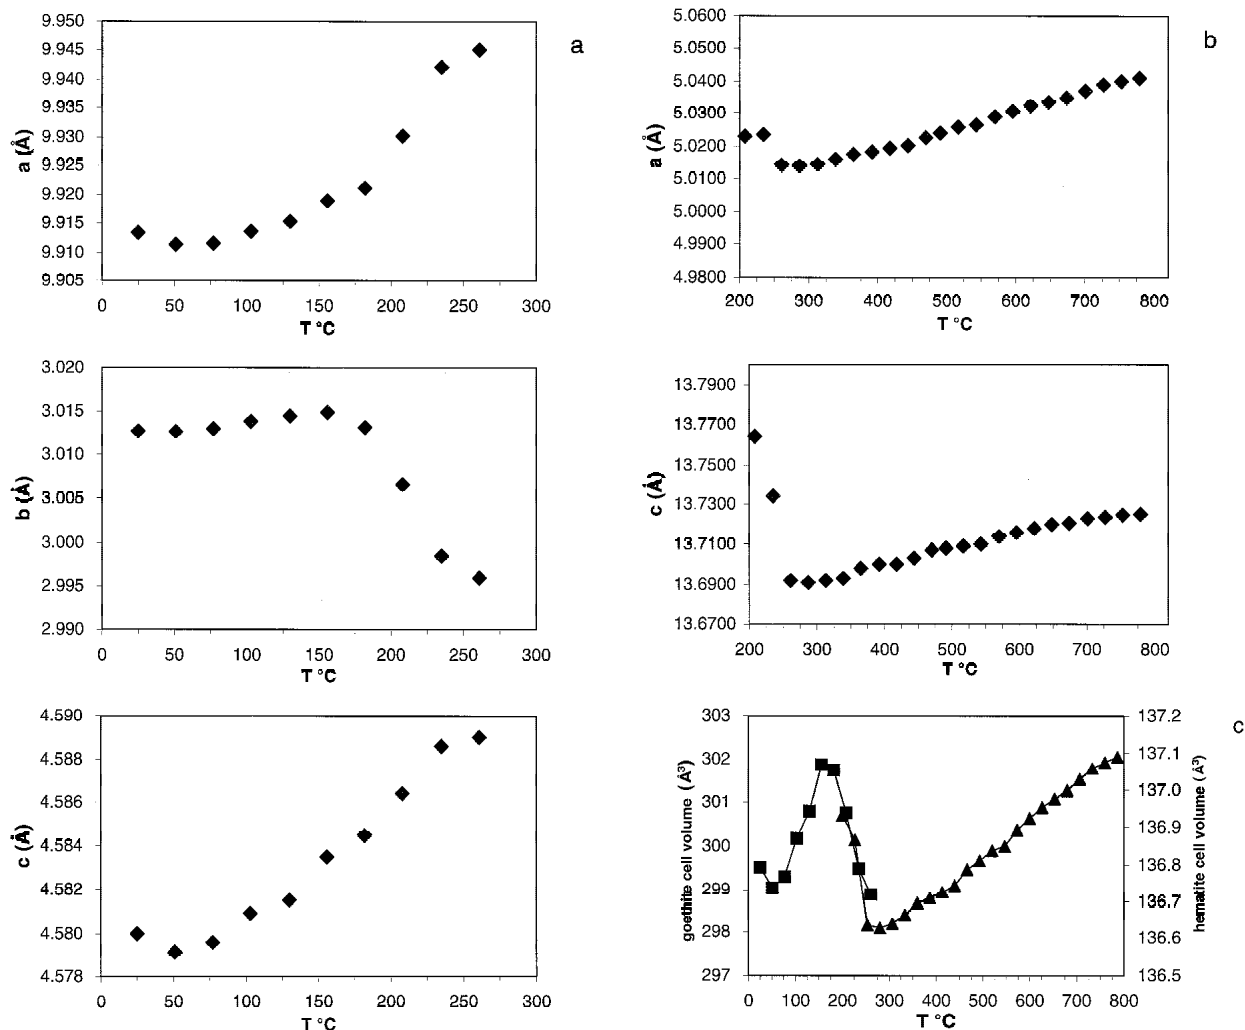 a
9.950
9.945
9.940
9.935
9.930
9.925
9.920
9.915
9.910
9.905
a (Å)
0 50 100 150 200 250 300
T °C
3.020
3.015
3.010
3.005
3.000
2.995
2.990
b (Å)
0 50 100 150 200 250 300
T °C
4.590
4.588
4.586
4.584
4.582
4.580
4.578
c (Å)
0 50 100 150 200 250 300
T °C
b
5.0600
5.0500
5.0400
5.0300
5.0200
5.0100
5.0000
4.9900
4.9800
a (Å)
200 300 400 500 600 700 800
T °C
13.7900
13.7700
13.7500
13.7300
13.7100
13.6900
13.6700
c (Å)
200 300 400 500 600 700 800
T °C
c
303
302
301
300
299
298
297
goethite cell volume (Å³)
137.2
137.1
137.0
136.9
136.8
136.7
136.6
136.5
hematite cell volume (Å³)
0 100 200 300 400 500 600 700 800
T °C